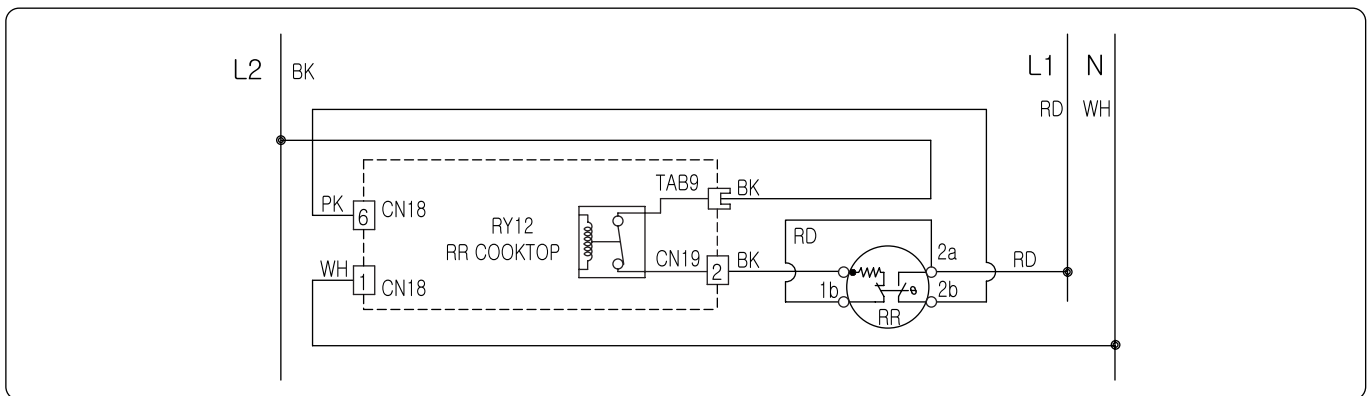 L2 BK L1 N
RD WH
TAB9 BK
PK 6 CN18
RY12
RR COOKTOP
RD
CN19 2 BK 2a RD
WH 1 CN18
1b 2b
RR